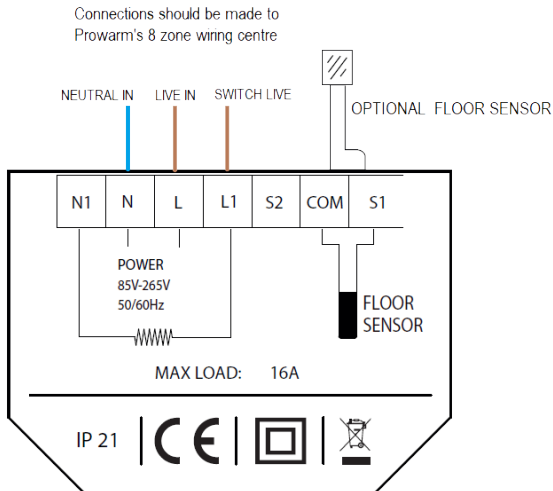 Connections should be made to
Prowarm's 8 zone wiring centre
NEUTRAL IN LIVE IN SWITCH LIVE
OPTIONAL FLOOR SENSOR
N1 N L L1 S2 COM S1
POWER
85V-265V
50/60Hz
FLOOR
SENSOR
MAX LOAD: 16A
IP 21 CE